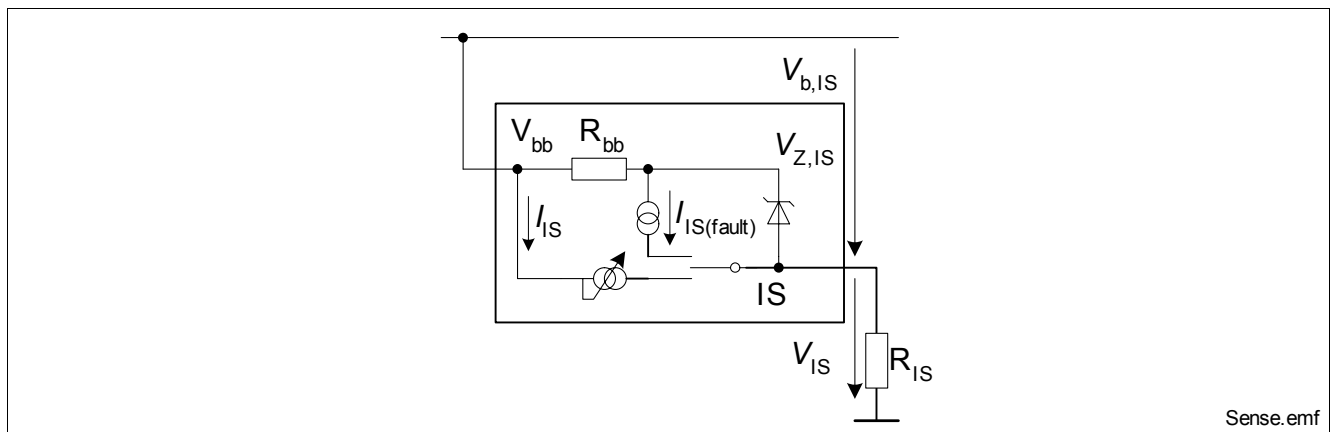 V_b,IS
V_bb R_bb V_Z,IS
I_IS I_IS(fault)
IS
V_IS R_IS
Sense.emf